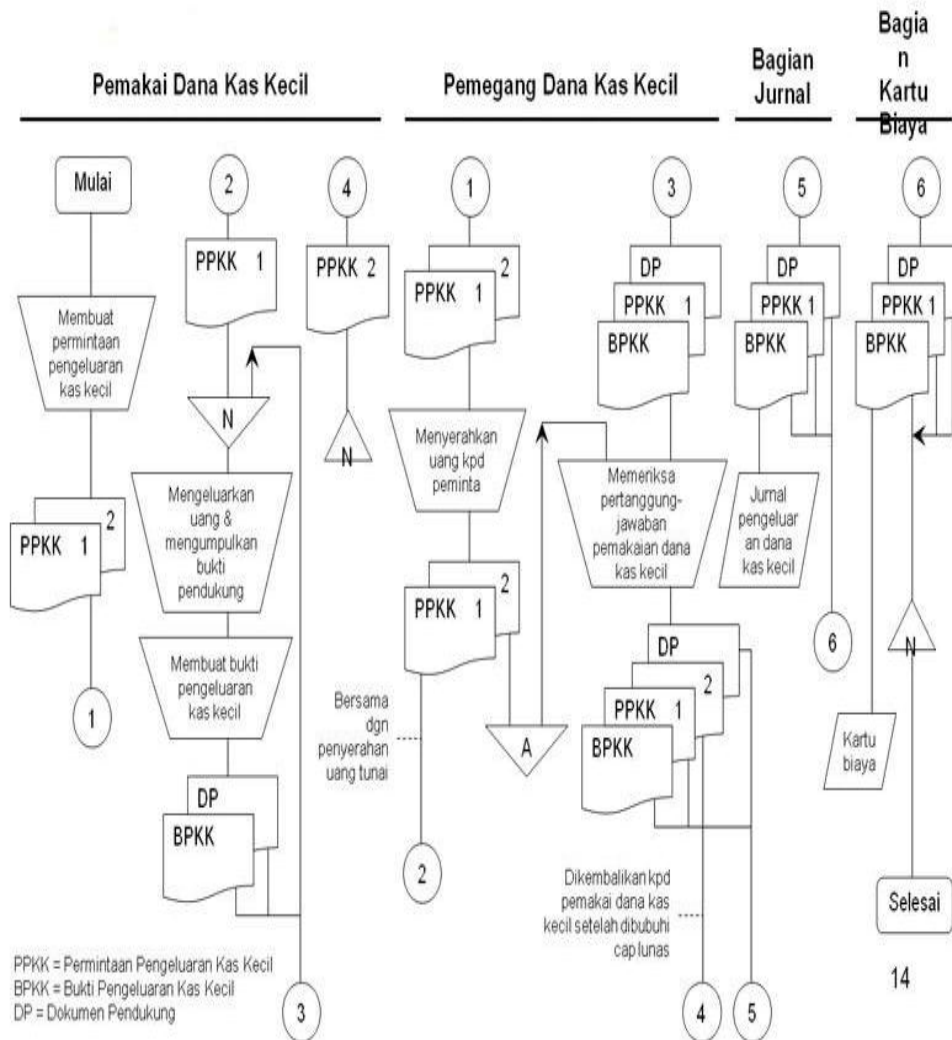 Pemakai Dana Kas Kecil
Pemegang Dana Kas Kecil
Bagian
Jurnal
Bagia
n
Kartu
Biaya
Mulai
Membuat
permintaan
pengeluaran
kas kecil
2
PPKK 1
1
2
PPKK 1
N
Mengeluarkan
uang &
mengumpulkan
bukti
pendukung
Membuat bukti
pengeluaran
kas kecil
DP
BPKK
3
4
PPKK 2
N
1
2
PPKK 1
Menyerahkan
uang kpd
peminta
2
PPKK 1
Bersama
dgn
penyerahan
uang tunai
A
2
3
DP
PPKK 1
BPKK
Memeriksa
pertanggung-
jawaban
pemakaian dana
kas kecil
DP
2
PPKK 1
BPKK
Dikembalikan kpd
pemakai dana kas
kecil setelah dibubuhi
cap lunas
4
5
5
DP
PPKK 1
BPKK
Jurnal
pengeluar
an dana
kas kecil
6
6
DP
PPKK 1
BPKK
N
Kartu
biaya
Selesai
PPKK = Permintaan Pengeluaran Kas Kecil
BPKK = Bukti Pengeluaran Kas Kecil
DP = Dokumen Pendukung
14